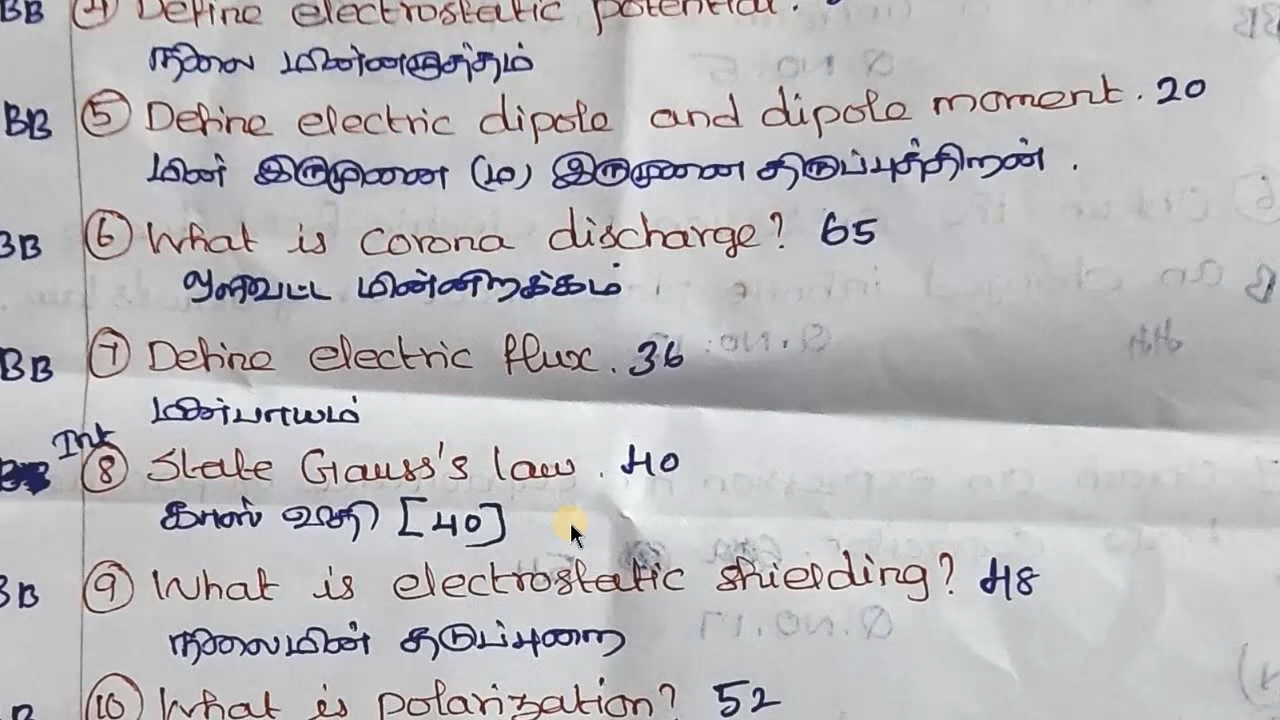 BB ④ Define electrostatic potential.
நிலை மின்னழுத்தம்
BB ⑤ Define electric dipole and dipole moment. 20
மின் இருமுனை (ம) இருமுனை திருப்புத்திறன்.
BB ⑥ What is corona discharge? 65
ஒளிவட்ட மின்னிறக்கம்
BB ⑦ Define electric flux. 36
மின்பாயம்
Int
⑧ State Gauss's law. 40
காஸ் விதி [40]
BB ⑨ What is electrostatic shielding? 48
நிலைமின் தடுப்புறை
⑩ What is polarization? 52